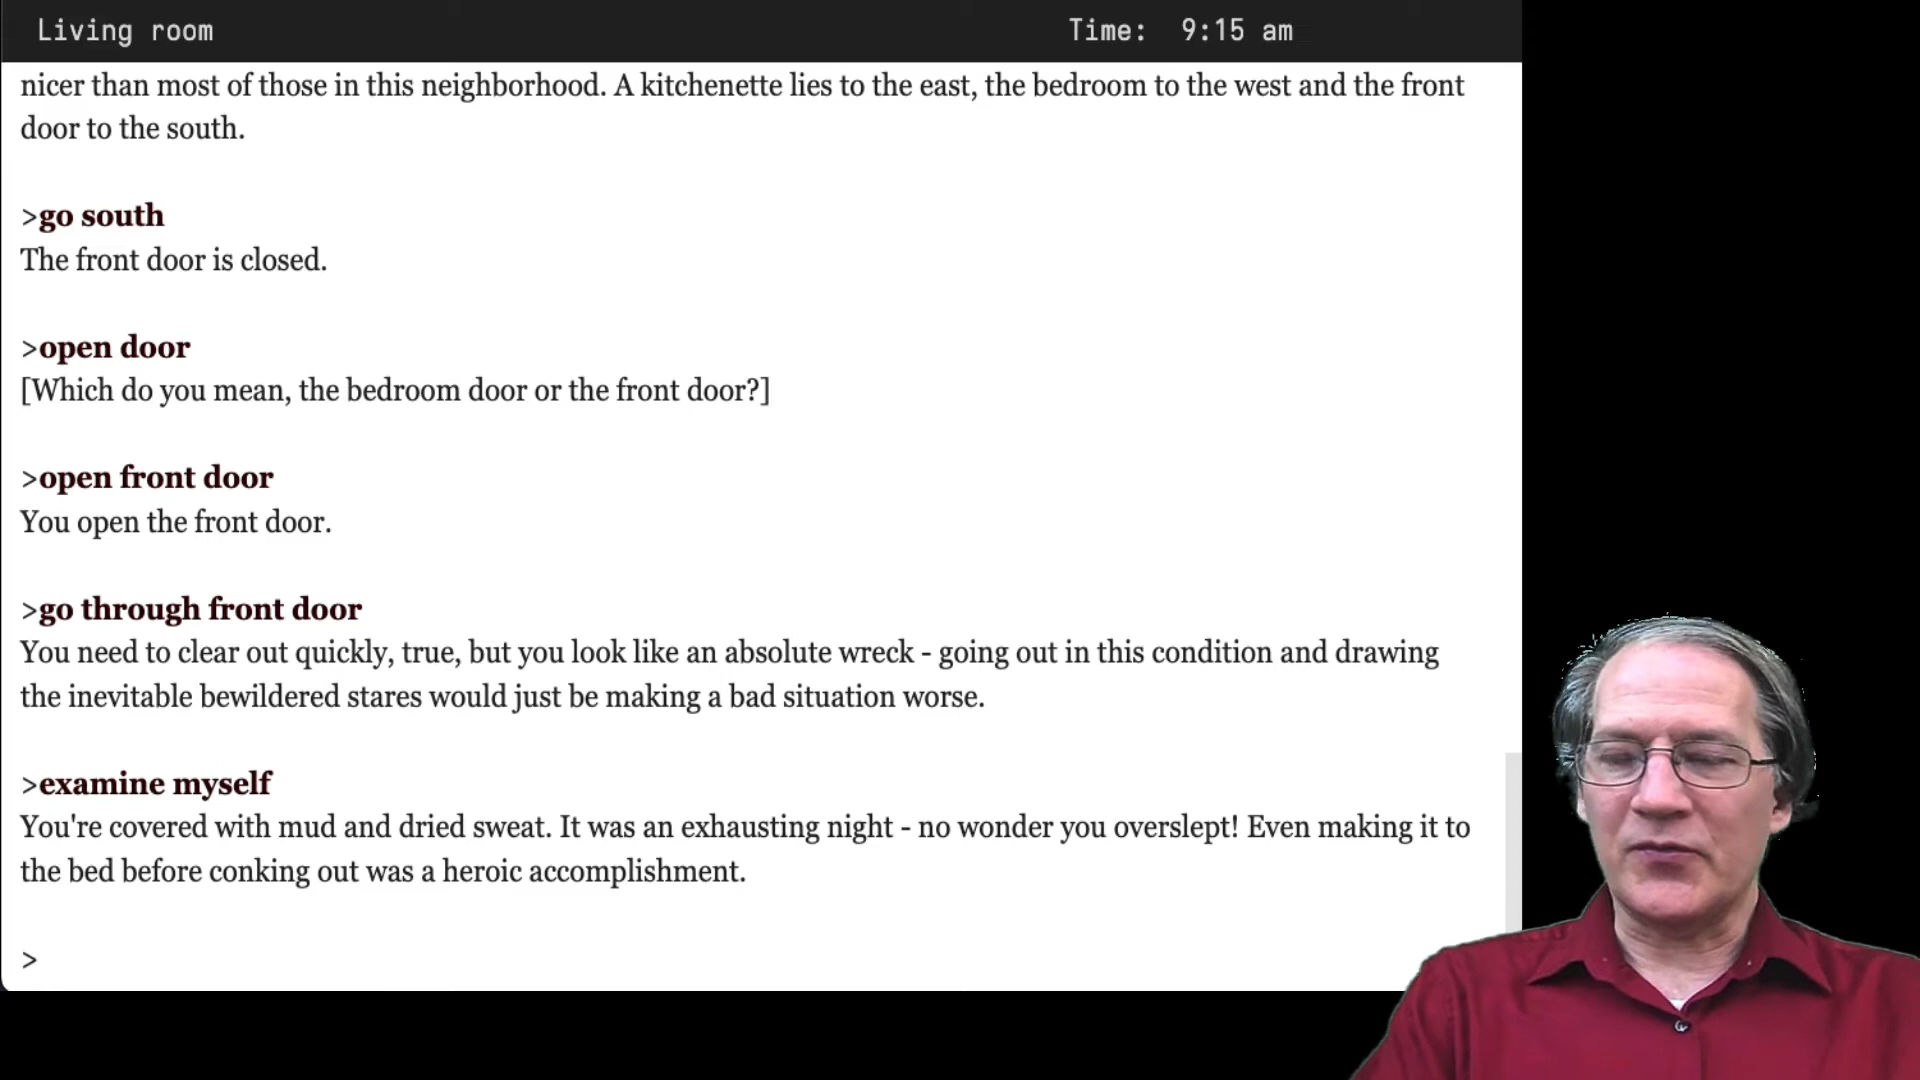 Living room    Time:  9:15 am
nicer than most of those in this neighborhood. A kitchenette lies to the east, the bedroom to the west and the front
door to the south.
>go south
The front door is closed.
>open door
[Which do you mean, the bedroom door or the front door?]
>open front door
You open the front door.
>go through front door
You need to clear out quickly, true, but you look like an absolute wreck - going out in this condition and drawing
the inevitable bewildered stares would just be making a bad situation worse.
>examine myself
You're covered with mud and dried sweat. It was an exhausting night - no wonder you overslept! Even making it to
the bed before conking out was a heroic accomplishment.
>